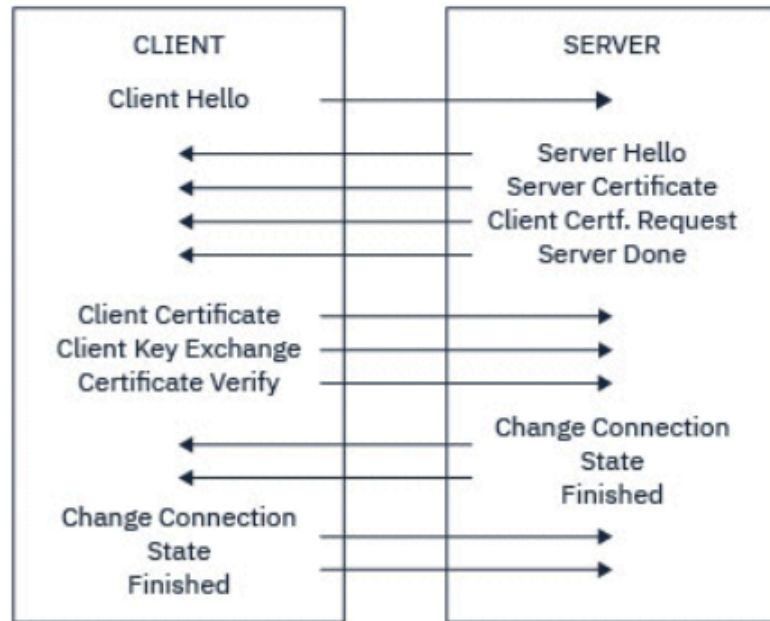 CLIENT
SERVER
Client Hello
Server Hello
Server Certificate
Client Certf. Request
Server Done
Client Certificate
Client Key Exchange
Certificate Verify
Change Connection
State
Finished
Change Connection
State
Finished